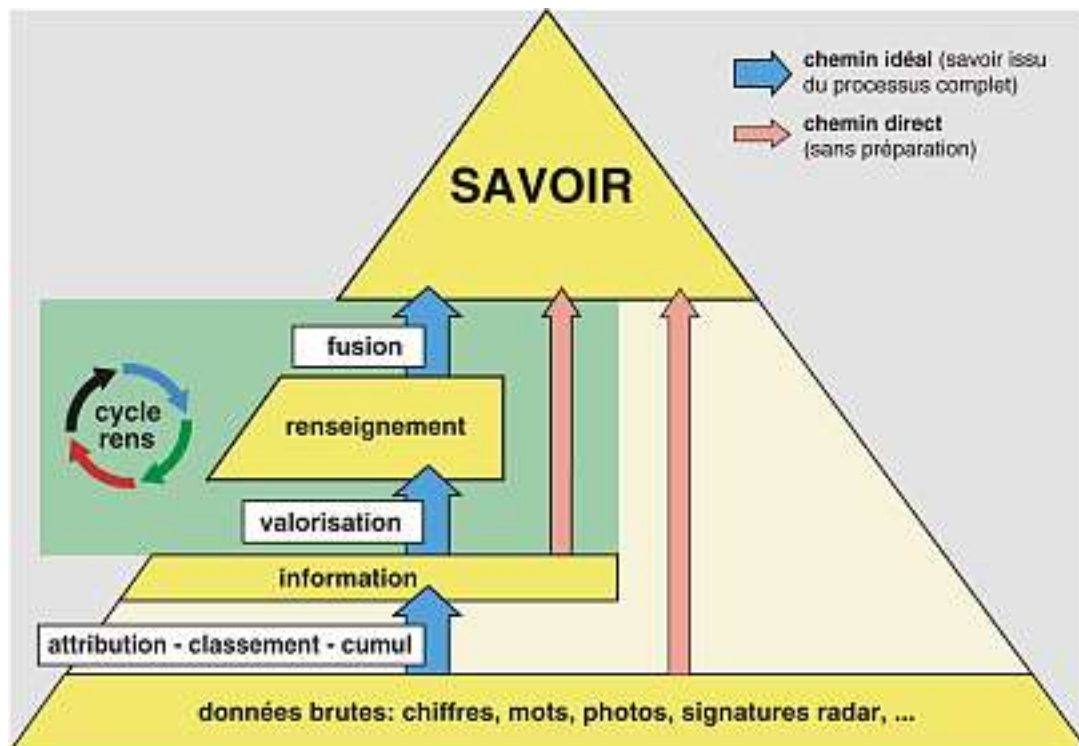 chemin idéal (savoir issu
du processus complet)
chemin direct
(sans préparation)
SAVOIR
fusion
cycle
rens
renseignement
valorisation
information
attribution - classement - cumul
données brutes: chiffres, mots, photos, signatures radar, ...